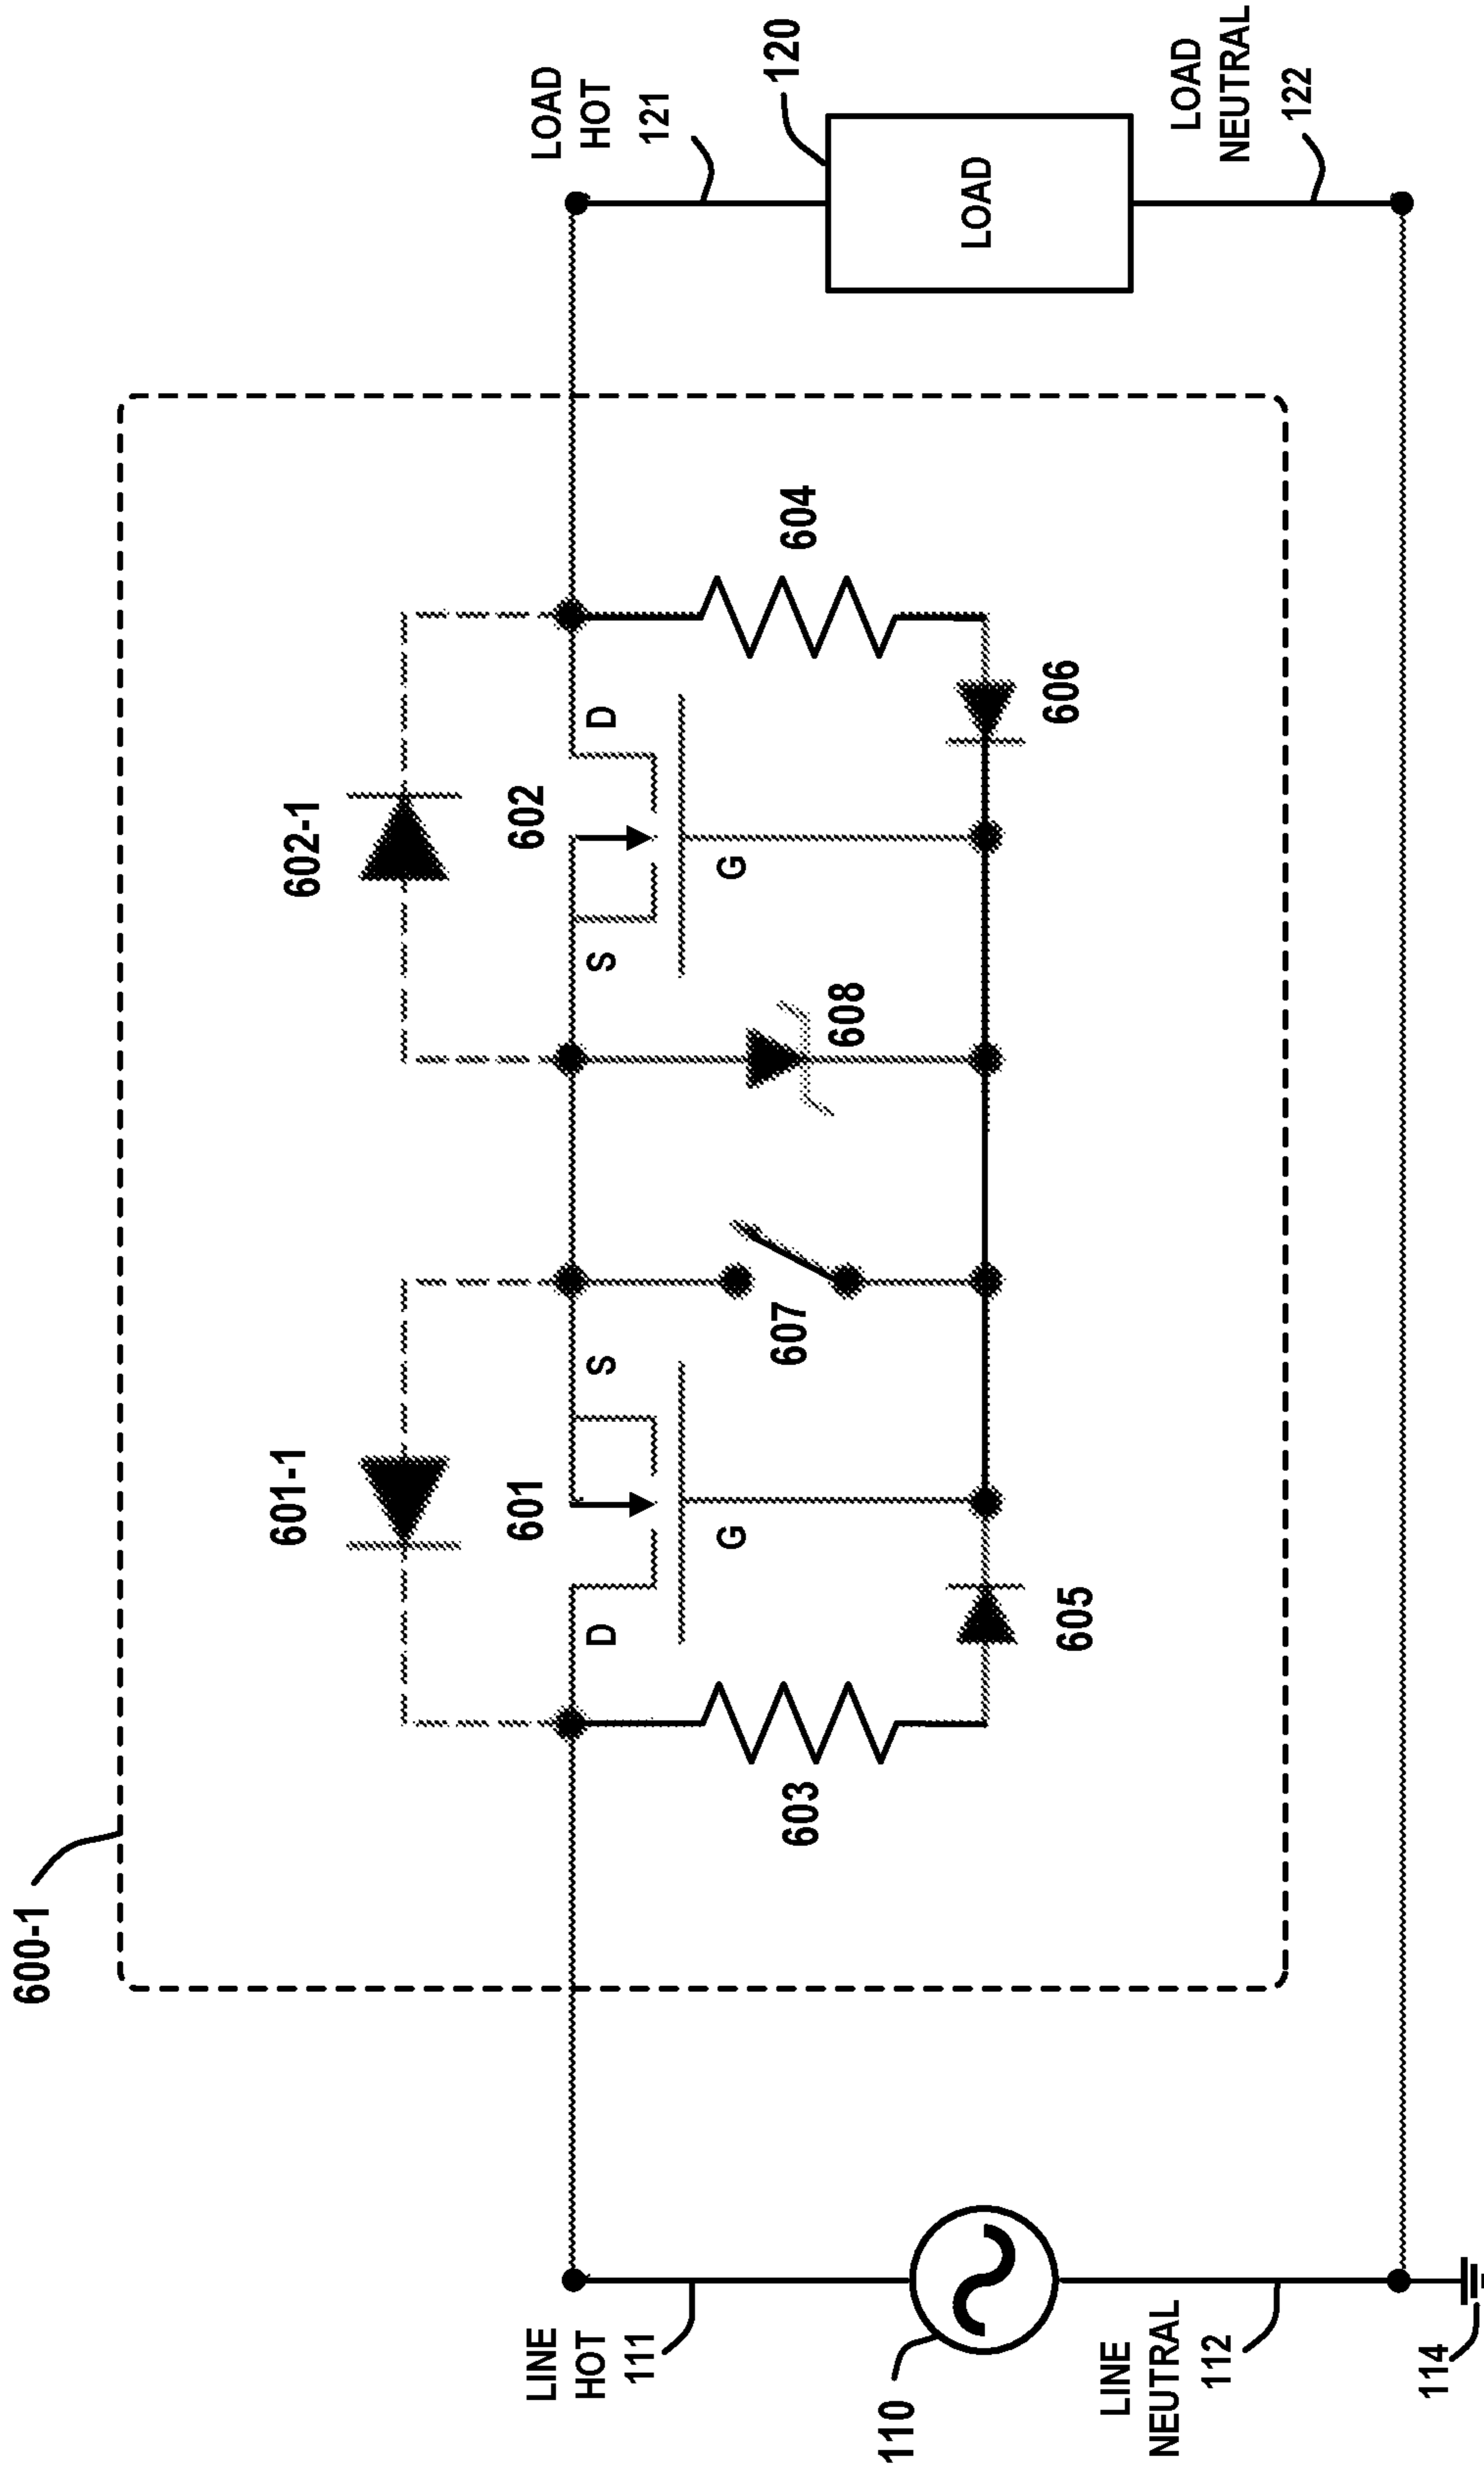 600-1
601-1
602-1
LINE
HOT
111
601
602
LOAD
HOT
121
D
S
S
D
G
G
603
607
608
604
120
LOAD
110
605
606
LINE
NEUTRAL
112
LOAD
NEUTRAL
122
114